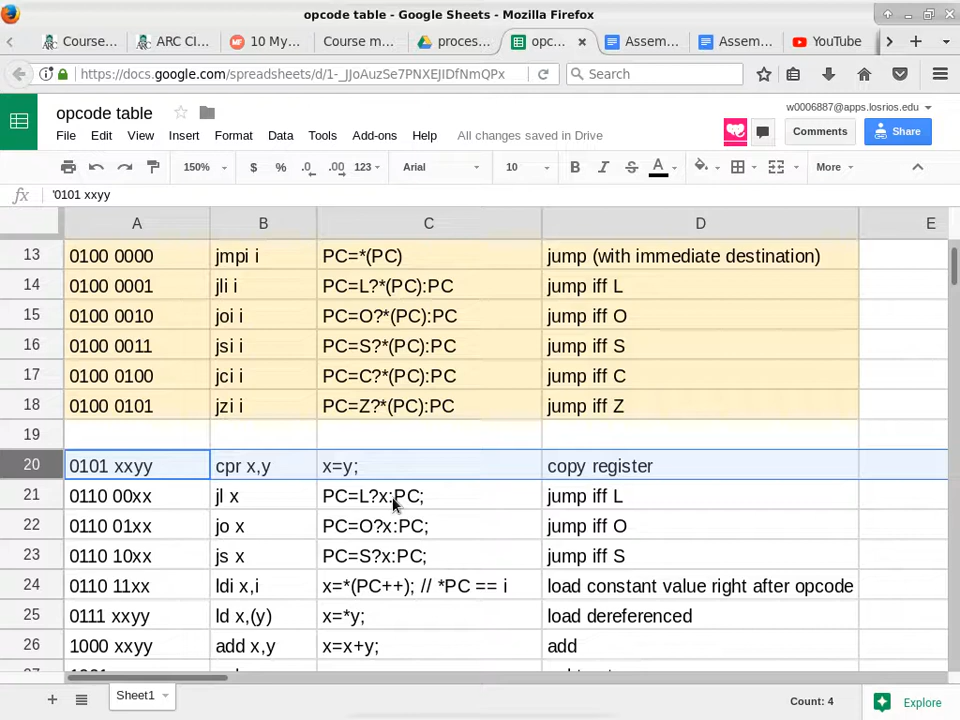 opcode table - Google Sheets - Mozilla Firefox
Course... ARC CI... 10 My... Course m... proces... opc... Assem... Assem... YouTube
https://docs.google.com/spreadsheets/d/1-_JJoAuzSe7PNXEJIDfNmQPx Search
opcode table w0006887@apps.losrios.edu
File Edit View Insert Format Data Tools Add-ons Help All changes saved in Drive Comments Share
150% $ % .0 .00 123 Arial 10 B I S A More
fx '0101 xxyy
A B C D E
13 0100 0000 jmpi i PC=*(PC) jump (with immediate destination)
14 0100 0001 jli i PC=L?*(PC):PC jump iff L
15 0100 0010 joi i PC=O?*(PC):PC jump iff O
16 0100 0011 jsi i PC=S?*(PC):PC jump iff S
17 0100 0100 jci i PC=C?*(PC):PC jump iff C
18 0100 0101 jzi i PC=Z?*(PC):PC jump iff Z
19
20 0101 xxyy cpr x,y x=y; copy register
21 0110 00xx jl x PC=L?x:PC; jump iff L
22 0110 01xx jo x PC=O?x:PC; jump iff O
23 0110 10xx js x PC=S?x:PC; jump iff S
24 0110 11xx ldi x,i x=*(PC++); // *PC == i load constant value right after opcode
25 0111 xxyy ld x,(y) x=*y; load dereferenced
26 1000 xxyy add x,y x=x+y; add
Sheet1 Count: 4 Explore